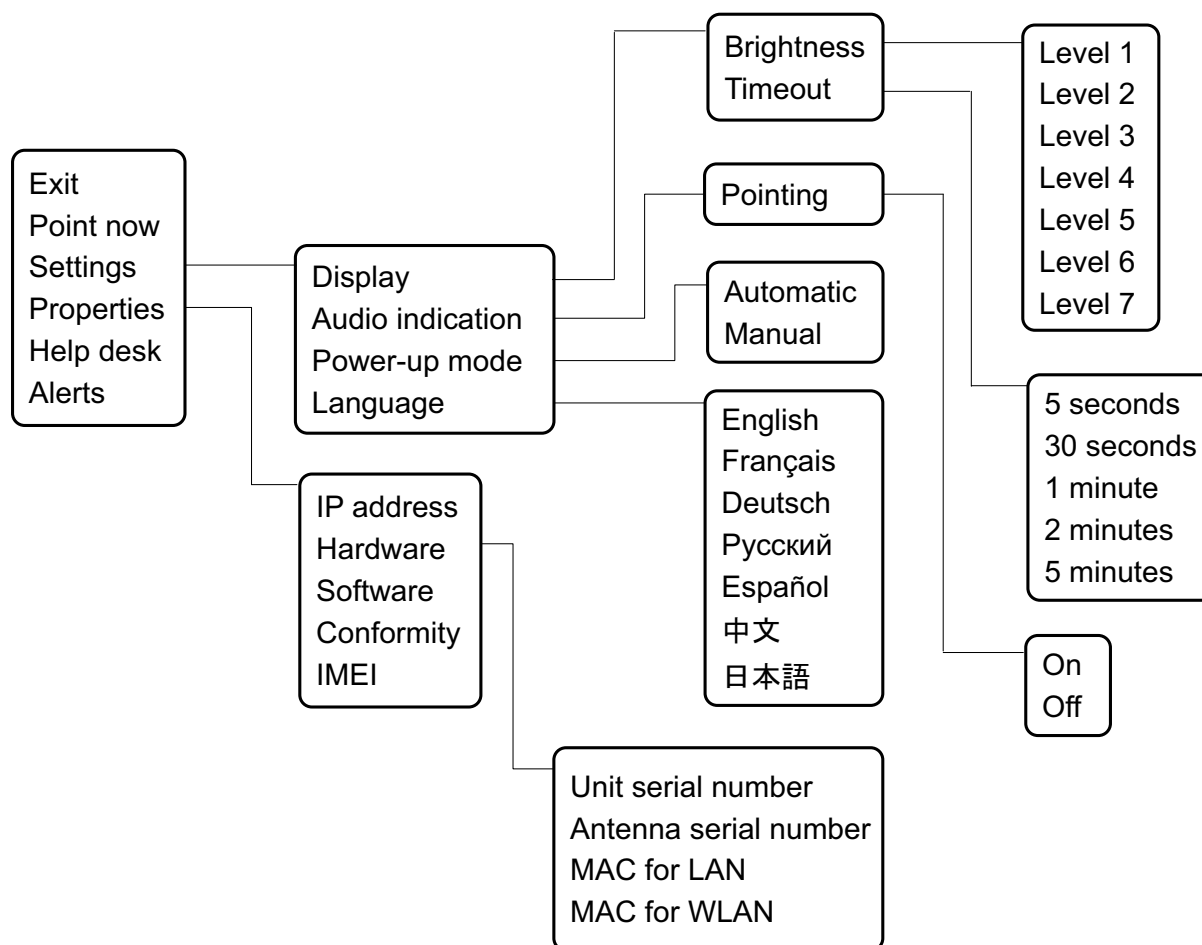 Exit
Point now
Settings
Properties
Help desk
Alerts
Display
Audio indication
Power-up mode
Language
IP address
Hardware
Software
Conformity
IMEI
Brightness
Timeout
Pointing
Automatic
Manual
English
Français
Deutsch
Русский
Español
中文
日本語
Unit serial number
Antenna serial number
MAC for LAN
MAC for WLAN
Level 1
Level 2
Level 3
Level 4
Level 5
Level 6
Level 7
5 seconds
30 seconds
1 minute
2 minutes
5 minutes
On
Off